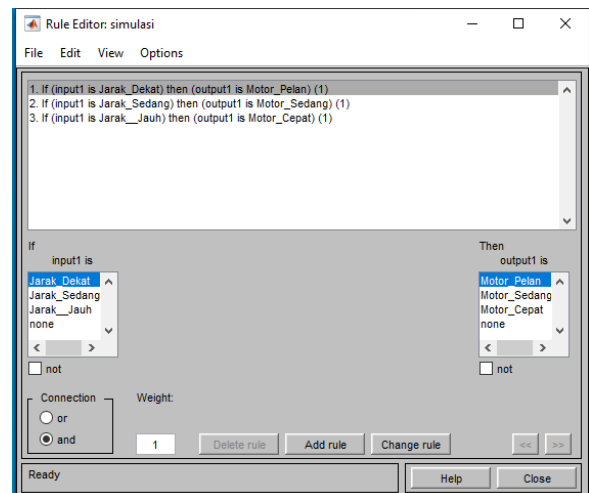 Rule Editor: simulasi
File Edit View Options
1. If (input1 is Jarak_Dekat) then (output1 is Motor_Pelan) (1)
2. If (input1 is Jarak_Sedang) then (output1 is Motor_Sedang) (1)
3. If (input1 is Jarak__Jauh) then (output1 is Motor_Cepat) (1)
If
input1 is
Jarak_Dekat
Jarak_Sedang
Jarak__Jauh
none
not
Then
output1 is
Motor_Pelan
Motor_Sedang
Motor_Cepat
none
not
Connection
or
and
Weight:
1
Delete rule Add rule Change rule << >>
Ready
Help Close